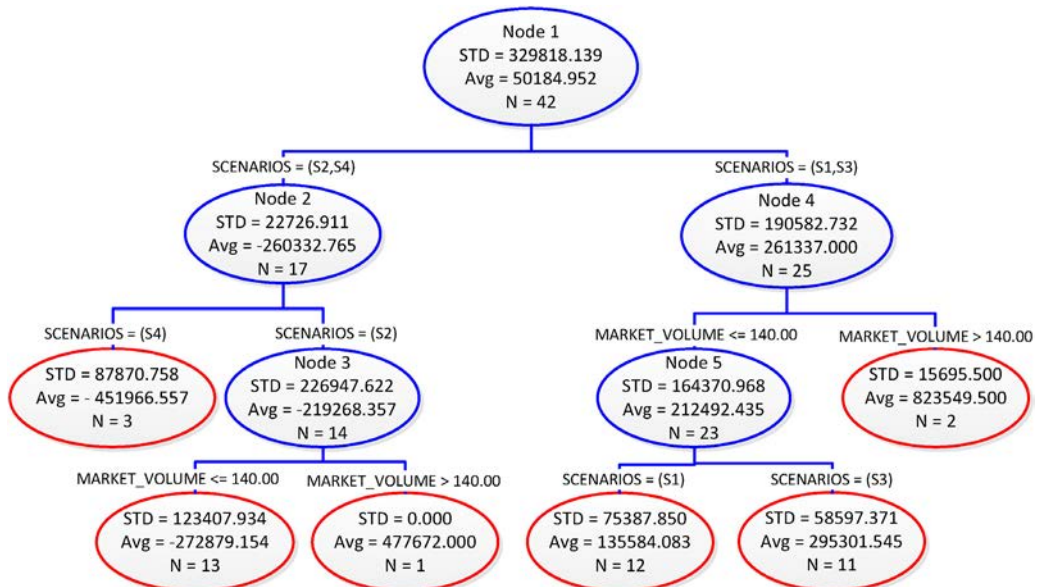 Node 1
STD = 329818.139
Avg = 50184.952
N = 42
SCENARIOS = (S2,S4)
SCENARIOS = (S1,S3)
Node 2
STD = 22726.911
Avg = -260332.765
N = 17
Node 4
STD = 190582.732
Avg = 261337.000
N = 25
SCENARIOS = (S4)
SCENARIOS = (S2)
MARKET_VOLUME <= 140.00
MARKET_VOLUME > 140.00
STD = 87870.758
Avg = - 451966.557
N = 3
Node 3
STD = 226947.622
Avg = -219268.357
N = 14
Node 5
STD = 164370.968
Avg = 212492.435
N = 23
STD = 15695.500
Avg = 823549.500
N = 2
MARKET_VOLUME <= 140.00
MARKET_VOLUME > 140.00
SCENARIOS = (S1)
SCENARIOS = (S3)
STD = 123407.934
Avg = -272879.154
N = 13
STD = 0.000
Avg = 477672.000
N = 1
STD = 75387.850
Avg = 135584.083
N = 12
STD = 58597.371
Avg = 295301.545
N = 11